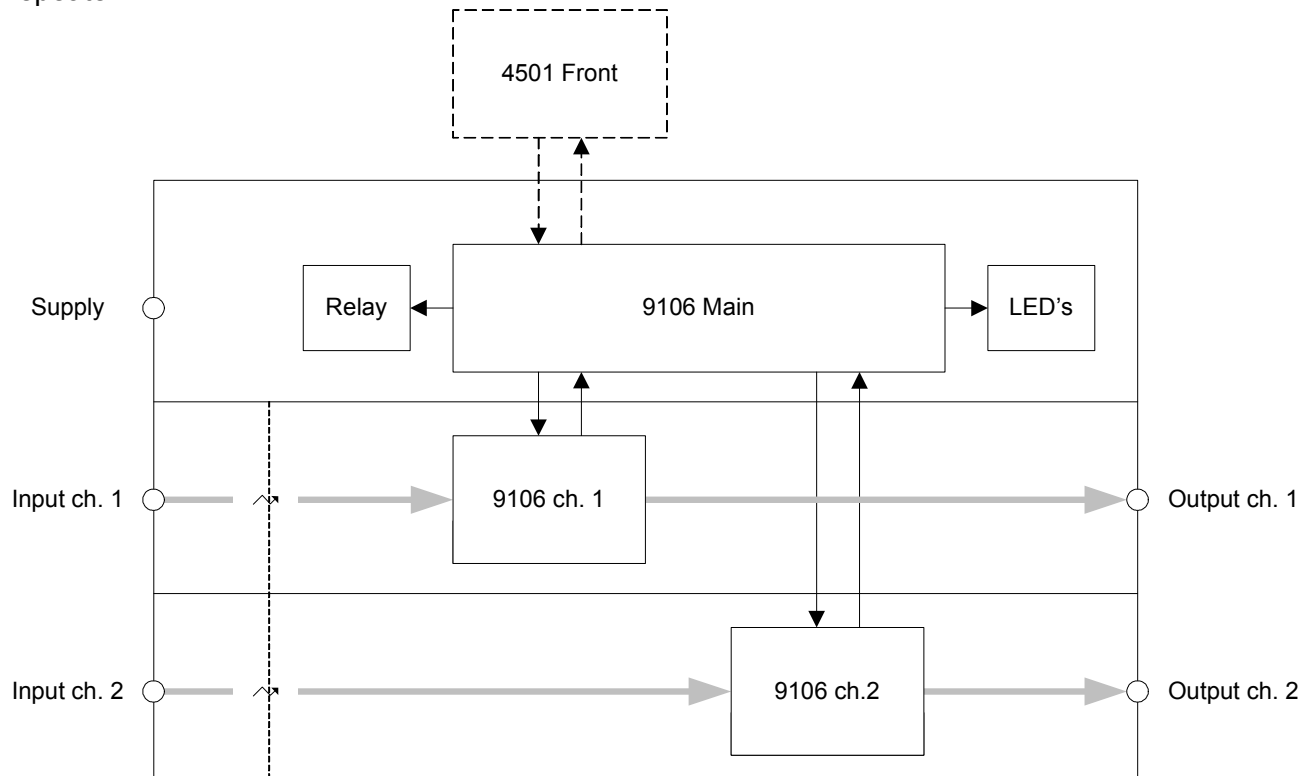 4501 Front
Supply
Relay
9106 Main
LED's
Input ch. 1
9106 ch. 1
Output ch. 1
Input ch. 2
9106 ch.2
Output ch. 2